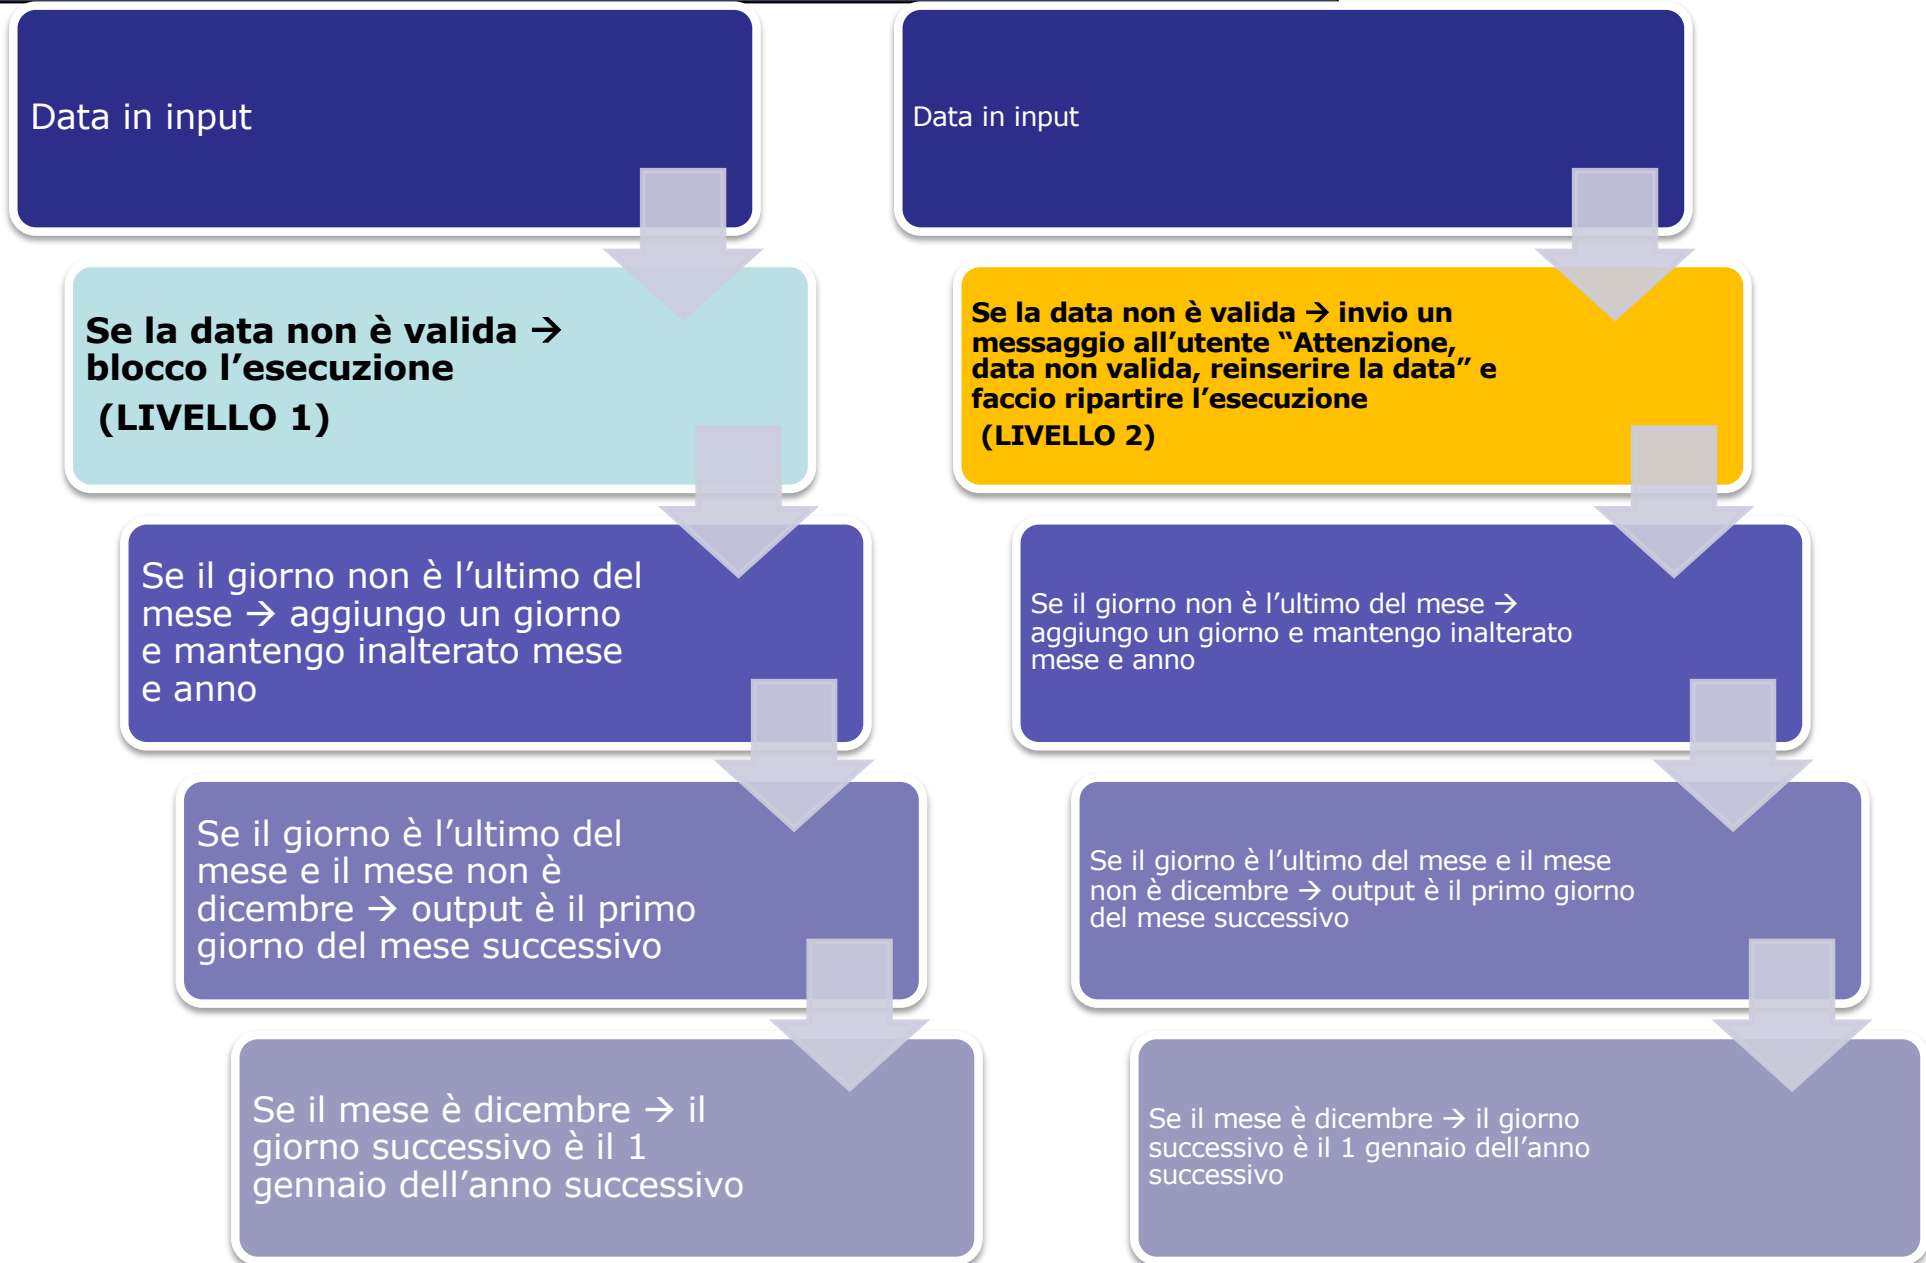 Data in input
Se la data non è valida →
blocco l’esecuzione
(LIVELLO 1)
Se il giorno non è l’ultimo del
mese → aggiungo un giorno
e mantengo inalterato mese
e anno
Se il giorno è l’ultimo del
mese e il mese non è
dicembre → output è il primo
giorno del mese successivo
Se il mese è dicembre → il
giorno successivo è il 1
gennaio dell’anno successivo
Data in input
Se la data non è valida → invio un
messaggio all’utente “Attenzione,
data non valida, reinserire la data” e
faccio ripartire l’esecuzione
(LIVELLO 2)
Se il giorno non è l’ultimo del mese →
aggiungo un giorno e mantengo inalterato
mese e anno
Se il giorno è l’ultimo del mese e il mese
non è dicembre → output è il primo giorno
del mese successivo
Se il mese è dicembre → il giorno
successivo è il 1 gennaio dell’anno
successivo